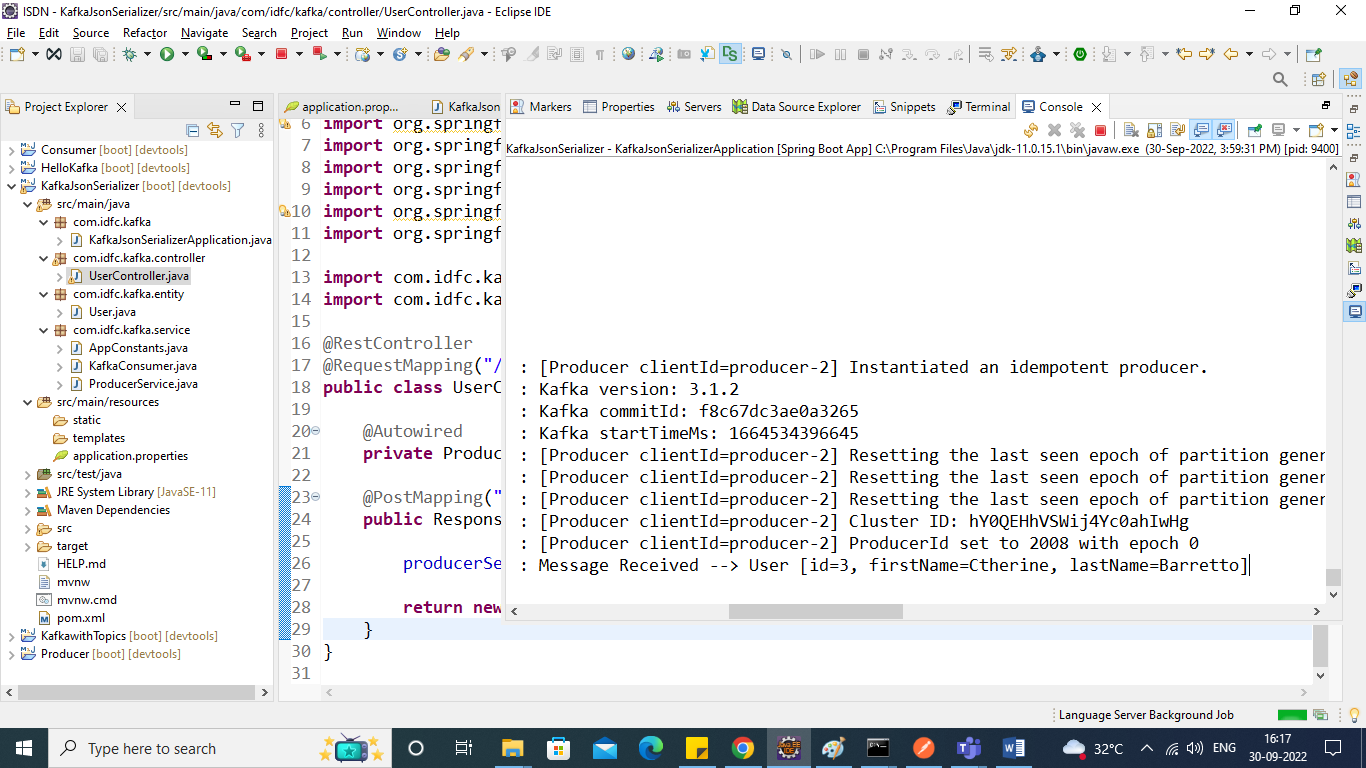 ISDN - KafkaJsonSerializer/src/main/java/com/idfc/kafka/controller/UserController.java - Eclipse IDE
File Edit Source Refactor Navigate Search Project Run Window Help
Project Explorer
Consumer [boot] [devtools]
HelloKafka [boot] [devtools]
KafkaJsonSerializer [boot] [devtools]
src/main/java
com.idfc.kafka
KafkaJsonSerializerApplication.java
com.idfc.kafka.controller
UserController.java
com.idfc.kafka.entity
User.java
com.idfc.kafka.service
AppConstants.java
KafkaConsumer.java
ProducerService.java
src/main/resources
static
templates
application.properties
src/test/java
JRE System Library [JavaSE-11]
Maven Dependencies
src
target
HELP.md
mvnw
mvnw.cmd
pom.xml
KafkawithTopics [boot] [devtools]
Producer [boot] [devtools]
application.prop... KafkaJson
6 import org.springf
7 import org.springf
8 import org.springf
9 import org.springf
10 import org.springf
11 import org.springf
12
13 import com.idfc.ka
14 import com.idfc.ka
15
16 @RestController
17 @RequestMapping("/
18 public class UserC
19
20 @Autowired
21 private Produc
22
23 @PostMapping("
24 public Respons
25
26 producerSe
27
28 return new
29 }
30 }
31
Markers Properties Servers Data Source Explorer Snippets Terminal Console
KafkaJsonSerializer - KafkaJsonSerializerApplication [Spring Boot App] C:\Program Files\Java\jdk-11.0.15.1\bin\javaw.exe (30-Sep-2022, 3:59:31 PM) [pid: 9400]
: [Producer clientId=producer-2] Instantiated an idempotent producer.
: Kafka version: 3.1.2
: Kafka commitId: f8c67dc3ae0a3265
: Kafka startTimeMs: 1664534396645
: [Producer clientId=producer-2] Resetting the last seen epoch of partition gener
: [Producer clientId=producer-2] Resetting the last seen epoch of partition gener
: [Producer clientId=producer-2] Resetting the last seen epoch of partition gener
: [Producer clientId=producer-2] Cluster ID: hY0QEHhVSWij4Yc0ahIwHg
: [Producer clientId=producer-2] ProducerId set to 2008 with epoch 0
: Message Received --> User [id=3, firstName=Ctherine, lastName=Barretto]
Language Server Background Job
Type here to search
32°C
ENG
16:17
30-09-2022